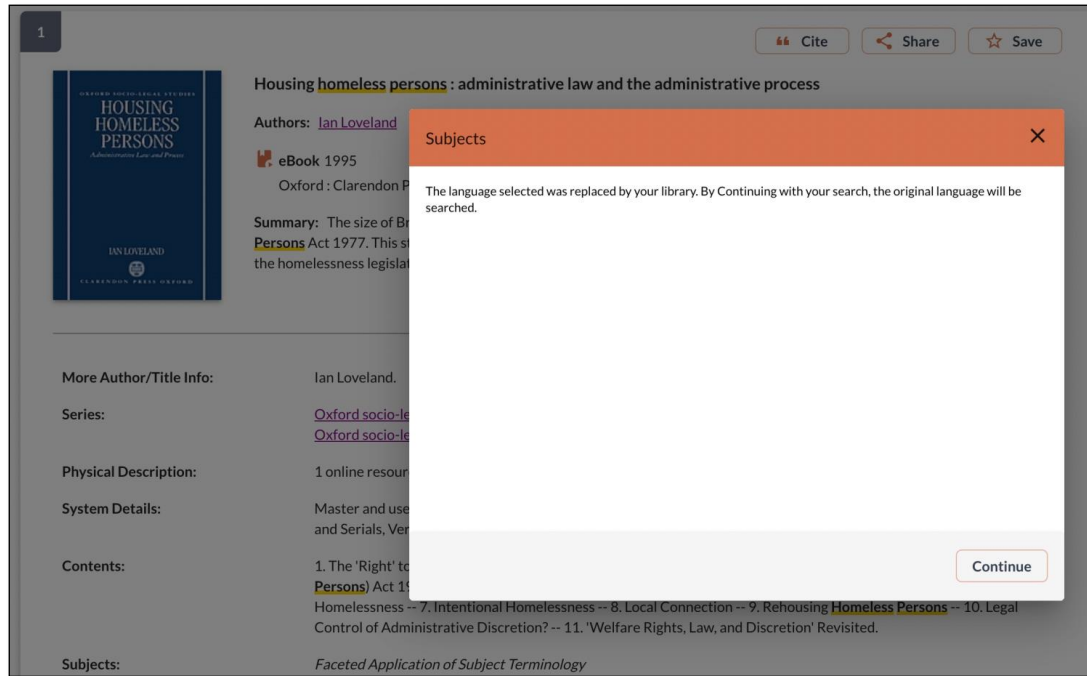 1
Cite
Share
Save
OXFORD SOCIO-LEGAL STUDIES
HOUSING
HOMELESS
PERSONS
Administrative Law and Process
IAN LOVELAND
CLARENDON PRESS OXFORD
Housing homeless persons : administrative law and the administrative process
Authors: Ian Loveland
eBook 1995
Oxford : Clarendon P
Summary: The size of Br
Persons Act 1977. This st
the homelessness legislat
Subjects
The language selected was replaced by your library. By Continuing with your search, the original language will be
searched.
Continue
More Author/Title Info: Ian Loveland.
Series: Oxford socio-le
Oxford socio-le
Physical Description: 1 online resour
System Details: Master and use
and Serials, Ver
Contents: 1. The 'Right' to
Persons) Act 19
Homelessness -- 7. Intentional Homelessness -- 8. Local Connection -- 9. Rehousing Homeless Persons -- 10. Legal
Control of Administrative Discretion? -- 11. 'Welfare Rights, Law, and Discretion' Revisited.
Subjects: Faceted Application of Subject Terminology